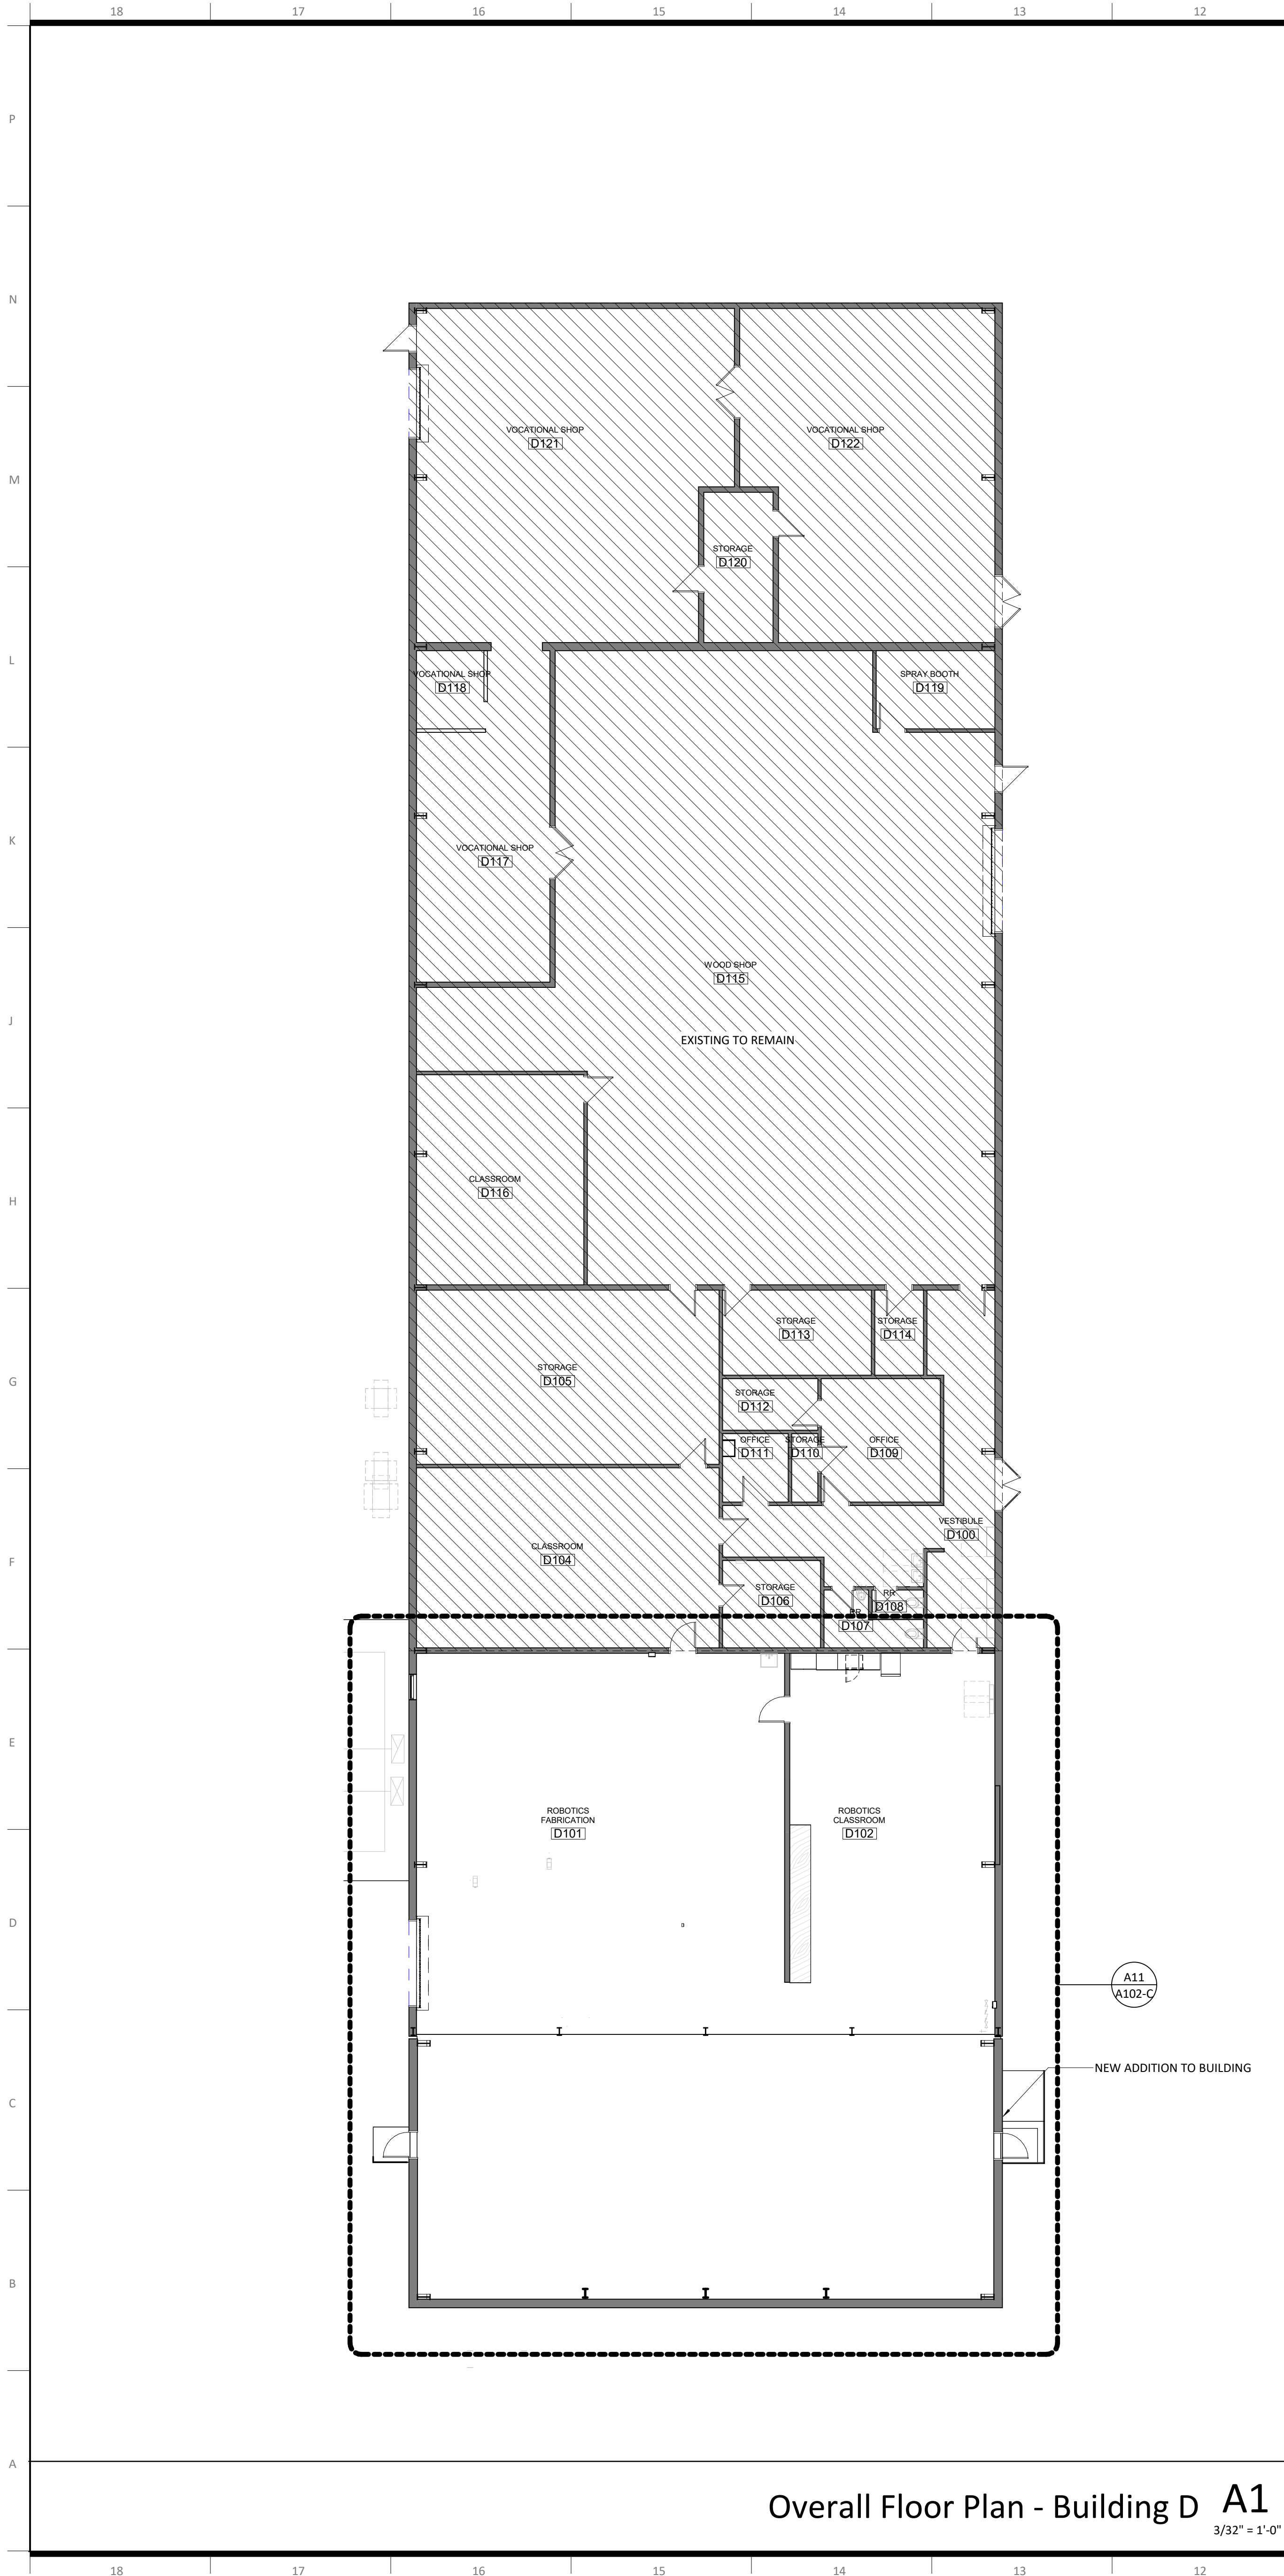 18 17 16 15 14 13 12
P
N
VOCATIONAL SHOP
D121
VOCATIONAL SHOP
D122
M
STORAGE
D120
L
VOCATIONAL SHOP
D118
SPRAY BOOTH
D119
K
VOCATIONAL SHOP
D117
WOOD SHOP
D115
J
EXISTING TO REMAIN
CLASSROOM
D116
H
STORAGE
D113
STORAGE
D114
STORAGE
D105
G
STORAGE
D112
OFFICE
D111
STORAGE
D110
OFFICE
D109
VESTIBULE
D100
CLASSROOM
D104
F
STORAGE
D106
RR
D108
RR
D107
E
ROBOTICS
FABRICATION
D101
ROBOTICS
CLASSROOM
D102
D
A11
A102-C
NEW ADDITION TO BUILDING
C
B
A
Overall Floor Plan - Building D A1
3/32" = 1'-0"
18 17 16 15 14 13 12